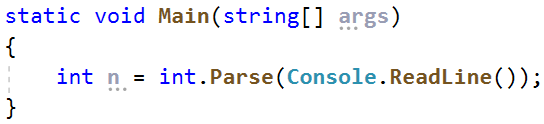 static void Main(string[] args)
{
    int n = int.Parse(Console.ReadLine());
}